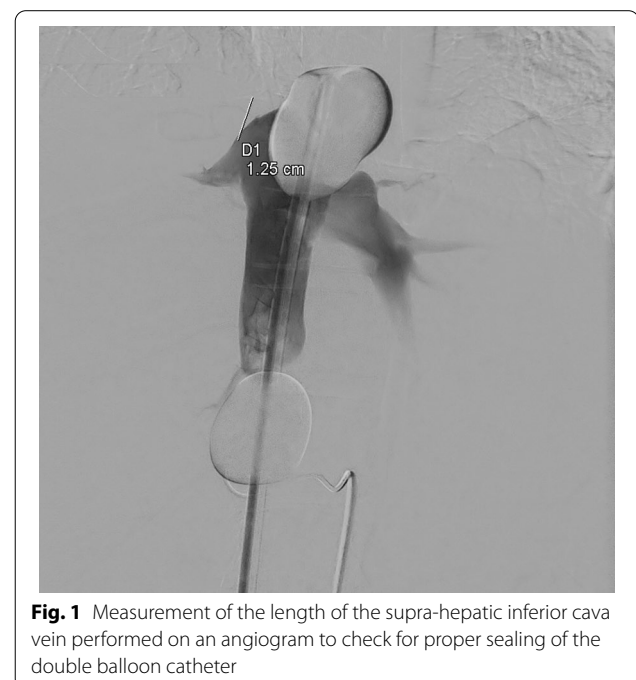 D1
1.25 cm
Fig. 1 Measurement of the length of the supra-hepatic inferior cava
vein performed on an angiogram to check for proper sealing of the
double balloon catheter